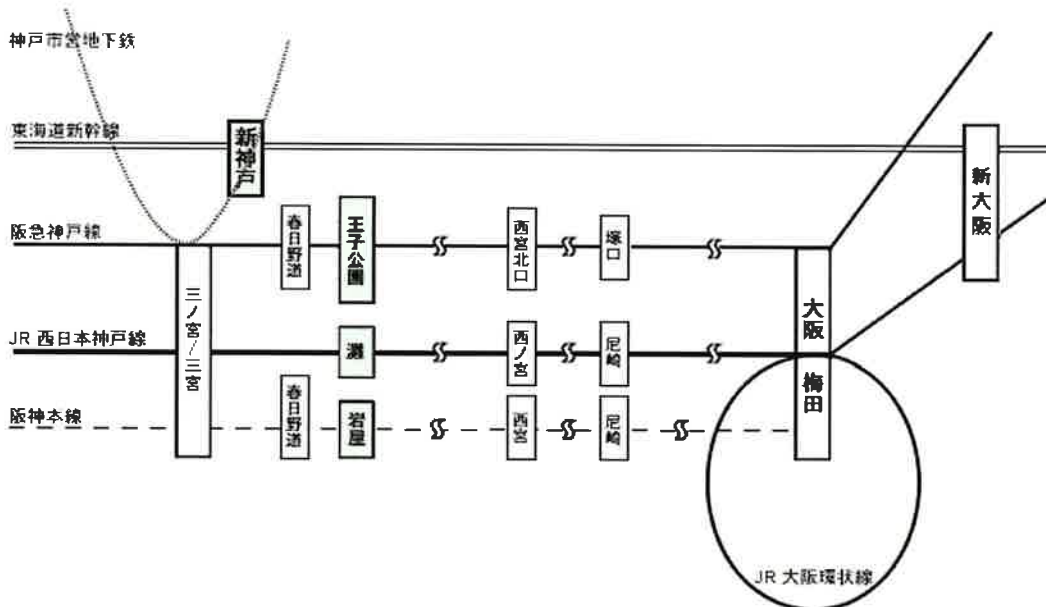 神戸市営地下鉄
東海道新幹線
新神戸
新大阪
阪急神戸線
春日野道
王子公園
西宮北口
塚口
三ノ宮/三宮
大阪
梅田
JR 西日本神戸線
灘
西ノ宮
尼崎
阪神本線
春日野道
岩屋
西宮
尼崎
JR 大阪環状線